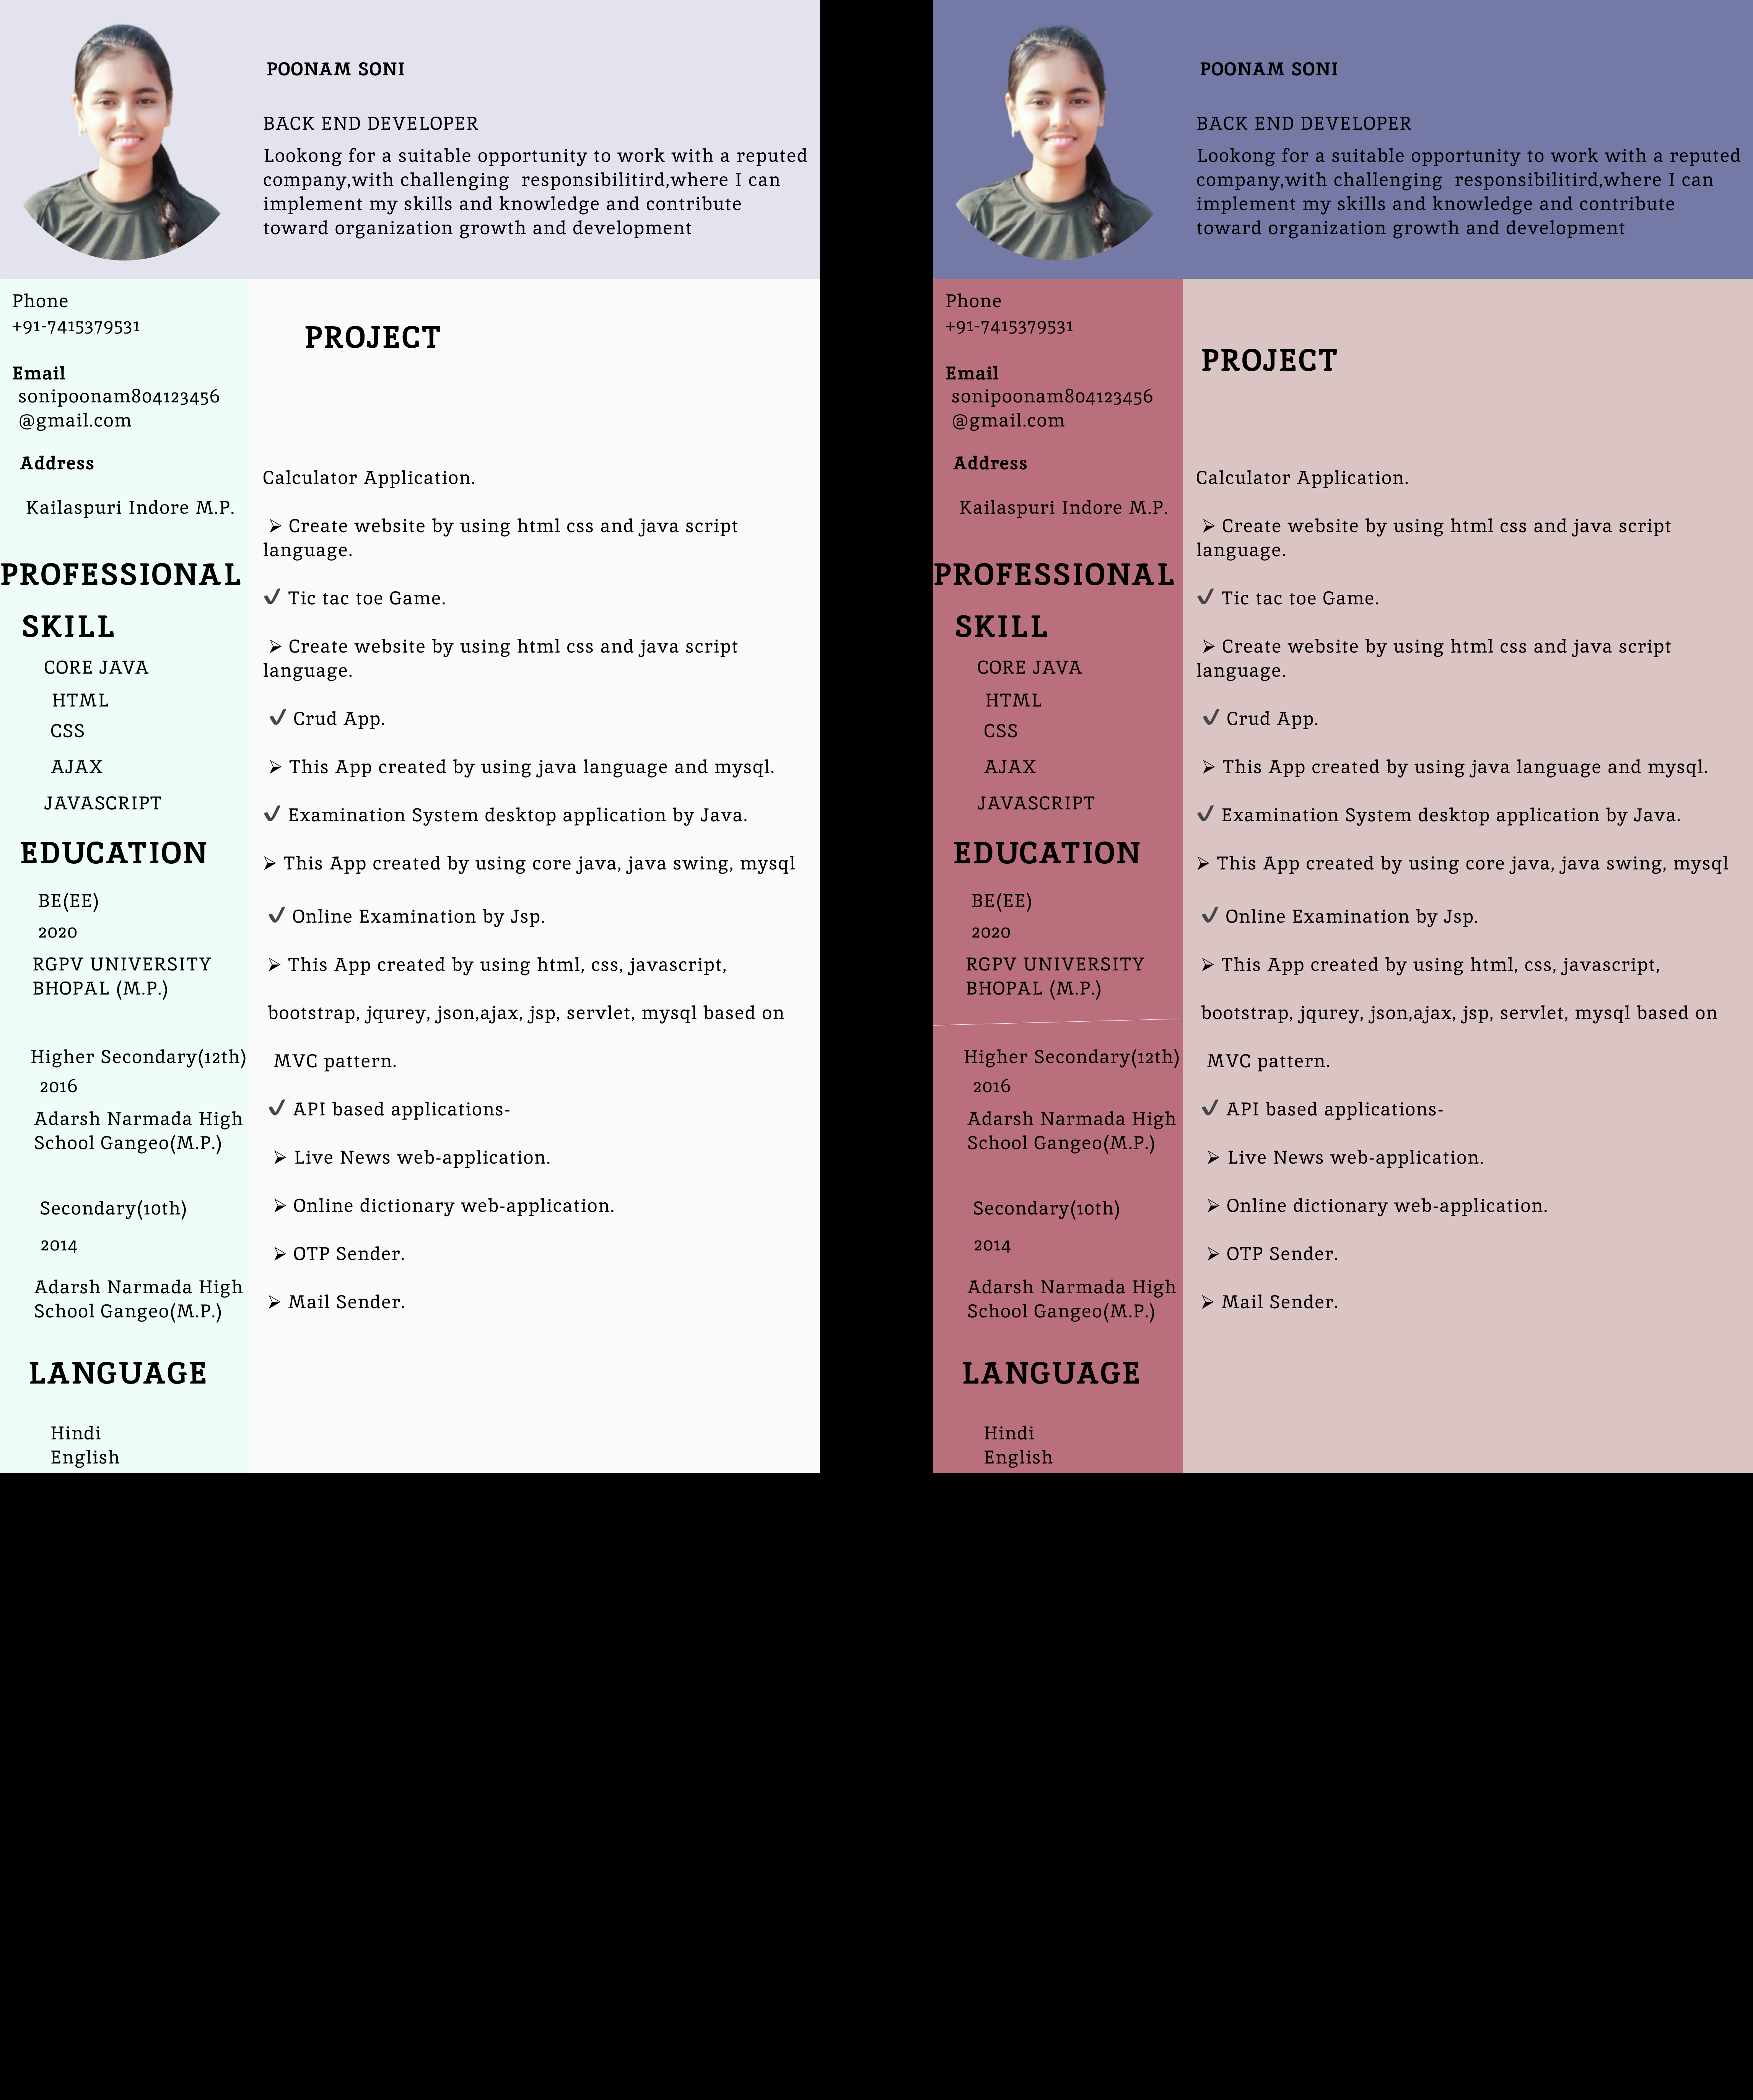 POONAM SONI
BACK END DEVELOPER
Lookong for a suitable opportunity to work with a reputed
company,with challenging  responsibilitird,where I can
implement my skills and knowledge and contribute
toward organization growth and development
Phone
+91-7415379531
Email
sonipoonam804123456
@gmail.com
Address
Kailaspuri Indore M.P.
PROFESSIONAL
SKILL
CORE JAVA
HTML
CSS
AJAX
JAVASCRIPT
EDUCATION
BE(EE)
2020
RGPV UNIVERSITY
BHOPAL (M.P.)
Higher Secondary(12th)
2016
Adarsh Narmada High
School Gangeo(M.P.)
Secondary(10th)
2014
Adarsh Narmada High
School Gangeo(M.P.)
LANGUAGE
Hindi
English
PROJECT
Calculator Application.
➢ Create website by using html css and java script
language.
✓ Tic tac toe Game.
➢ Create website by using html css and java script
language.
✓ Crud App.
➢ This App created by using java language and mysql.
✓ Examination System desktop application by Java.
➢ This App created by using core java, java swing, mysql
✓ Online Examination by Jsp.
➢ This App created by using html, css, javascript,
bootstrap, jqurey, json,ajax, jsp, servlet, mysql based on
MVC pattern.
✓ API based applications-
➢ Live News web-application.
➢ Online dictionary web-application.
➢ OTP Sender.
➢ Mail Sender.
POONAM SONI
BACK END DEVELOPER
Lookong for a suitable opportunity to work with a reputed
company,with challenging  responsibilitird,where I can
implement my skills and knowledge and contribute
toward organization growth and development
Phone
+91-7415379531
Email
sonipoonam804123456
@gmail.com
Address
Kailaspuri Indore M.P.
PROFESSIONAL
SKILL
CORE JAVA
HTML
CSS
AJAX
JAVASCRIPT
EDUCATION
BE(EE)
2020
RGPV UNIVERSITY
BHOPAL (M.P.)
Higher Secondary(12th)
2016
Adarsh Narmada High
School Gangeo(M.P.)
Secondary(10th)
2014
Adarsh Narmada High
School Gangeo(M.P.)
LANGUAGE
Hindi
English
PROJECT
Calculator Application.
➢ Create website by using html css and java script
language.
✓ Tic tac toe Game.
➢ Create website by using html css and java script
language.
✓ Crud App.
➢ This App created by using java language and mysql.
✓ Examination System desktop application by Java.
➢ This App created by using core java, java swing, mysql
✓ Online Examination by Jsp.
➢ This App created by using html, css, javascript,
bootstrap, jqurey, json,ajax, jsp, servlet, mysql based on
MVC pattern.
✓ API based applications-
➢ Live News web-application.
➢ Online dictionary web-application.
➢ OTP Sender.
➢ Mail Sender.